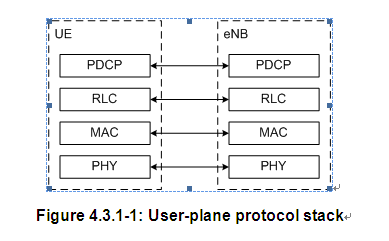 UE eNB
PDCP PDCP
RLC RLC
MAC MAC
PHY PHY
Figure 4.3.1-1: User-plane protocol stack